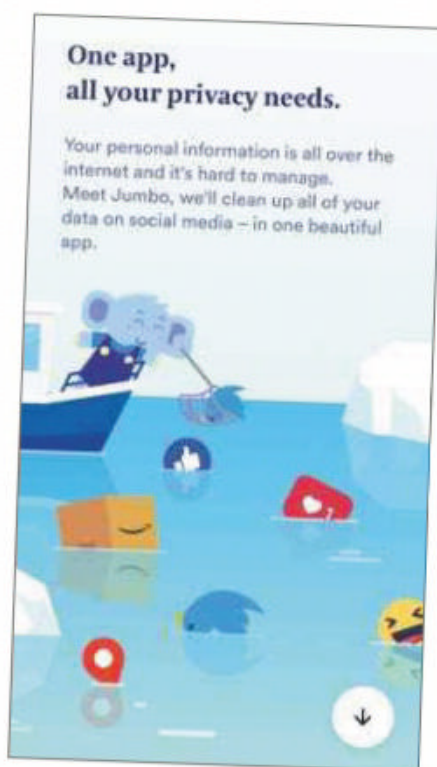 One app,
all your privacy needs.
Your personal information is all over the
internet and it's hard to manage.
Meet Jumbo, we'll clean up all of your
data on social media – in one beautiful
app.